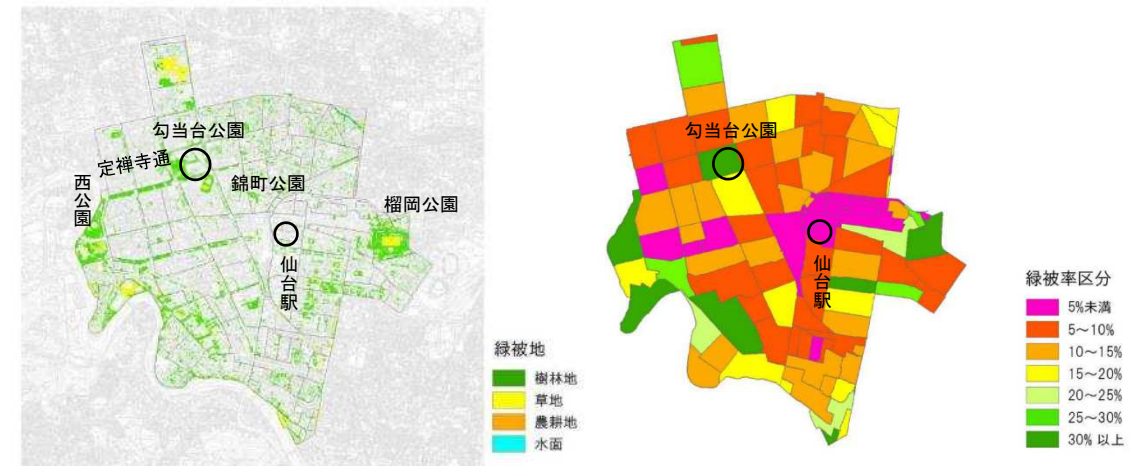 勾当台公園
定禅寺通
西公園
錦町公園
榴岡公園
仙台駅
緑被地
樹林地
草地
農耕地
水面
勾当台公園
仙台駅
緑被率区分
5%未満
5～10%
10～15%
15～20%
20～25%
25～30%
30% 以上